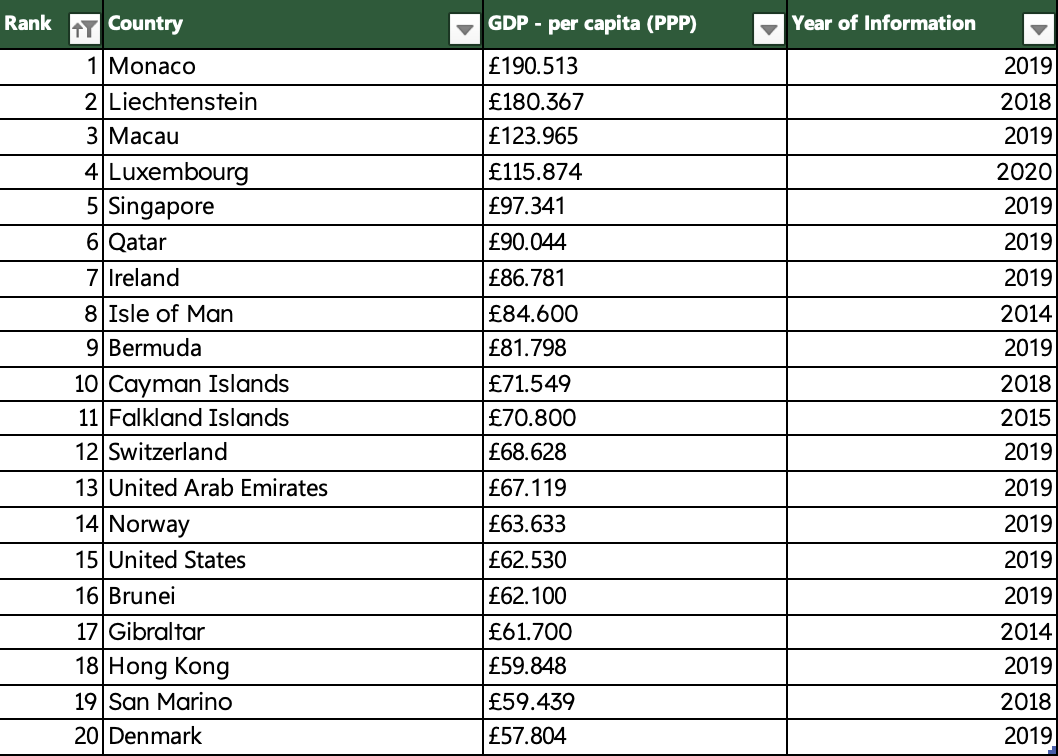 Rank Country GDP - per capita (PPP) Year of Information
1 Monaco £190.513 2019
2 Liechtenstein £180.367 2018
3 Macau £123.965 2019
4 Luxembourg £115.874 2020
5 Singapore £97.341 2019
6 Qatar £90.044 2019
7 Ireland £86.781 2019
8 Isle of Man £84.600 2014
9 Bermuda £81.798 2019
10 Cayman Islands £71.549 2018
11 Falkland Islands £70.800 2015
12 Switzerland £68.628 2019
13 United Arab Emirates £67.119 2019
14 Norway £63.633 2019
15 United States £62.530 2019
16 Brunei £62.100 2019
17 Gibraltar £61.700 2014
18 Hong Kong £59.848 2019
19 San Marino £59.439 2018
20 Denmark £57.804 2019